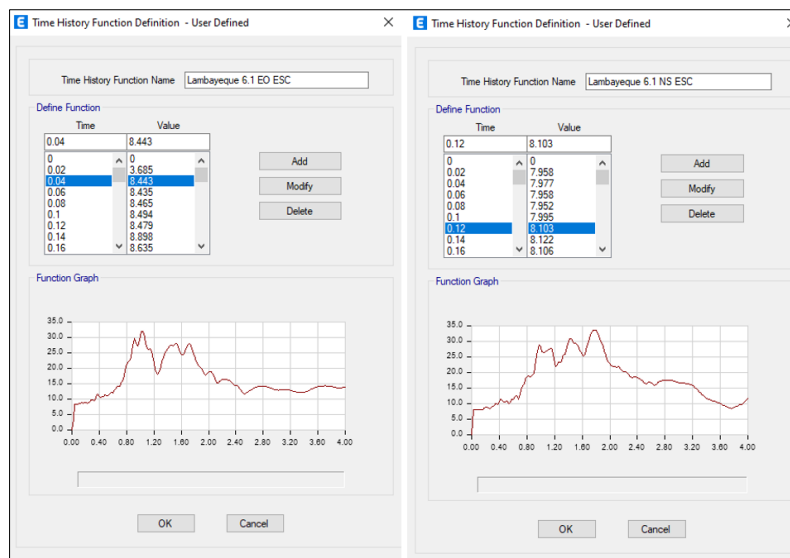 E Time History Function Definition - User Defined
Time History Function Name Lambayeque 6.1 EO ESC
Define Function
Time Value
0.04 8.443
0 0
0.02 3.685
0.04 8.443
0.06 8.435
0.08 8.465
0.1 8.494
0.12 8.479
0.14 8.898
0.16 8.635
Add
Modify
Delete
Function Graph
35.0
30.0
25.0
20.0
15.0
10.0
5.0
0.0
0.00 0.40 0.80 1.20 1.60 2.00 2.40 2.80 3.20 3.60 4.00
OK Cancel
E Time History Function Definition - User Defined
Time History Function Name Lambayeque 6.1 NS ESC
Define Function
Time Value
0.12 8.103
0 0
0.02 7.958
0.04 7.977
0.06 7.958
0.08 7.952
0.1 7.995
0.12 8.103
0.14 8.122
0.16 8.106
Add
Modify
Delete
Function Graph
35.0
30.0
25.0
20.0
15.0
10.0
5.0
0.0
0.00 0.40 0.80 1.20 1.60 2.00 2.40 2.80 3.20 3.60 4.00
OK Cancel